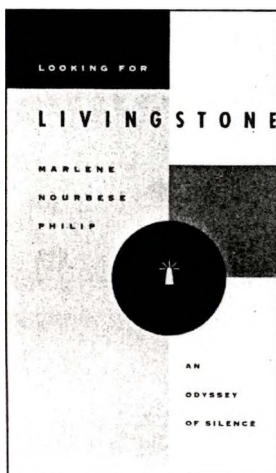 LOOKING FOR
LIVINGSTONE
MARLENE
NOURBESE
PHILIP
AN
ODYSSEY
OF SILENCE